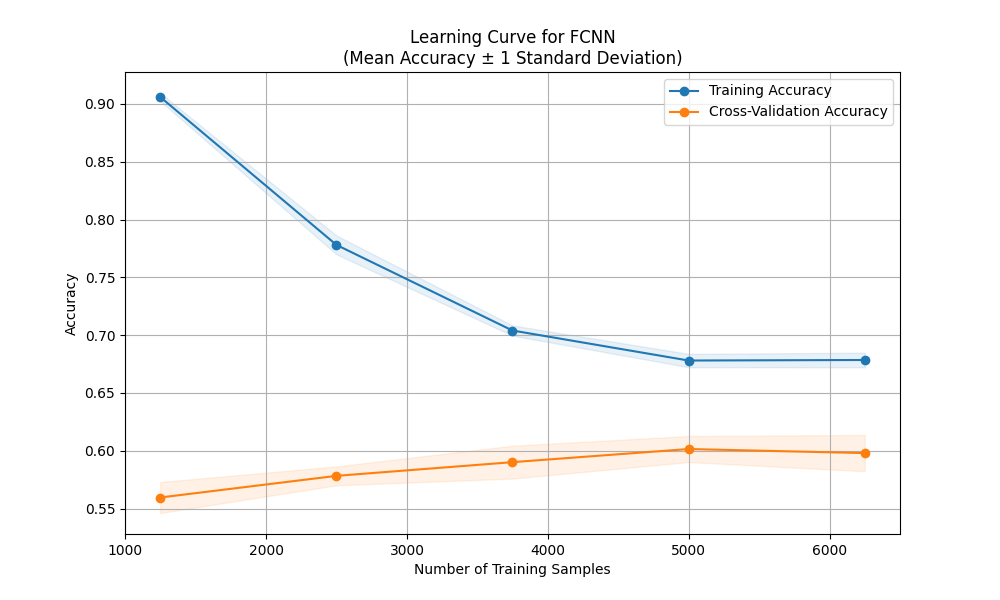 Learning Curve for FCNN
(Mean Accuracy ± 1 Standard Deviation)
Training Accuracy
Cross-Validation Accuracy
Accuracy
0.90
0.85
0.80
0.75
0.70
0.65
0.60
0.55
1000 2000 3000 4000 5000 6000
Number of Training Samples